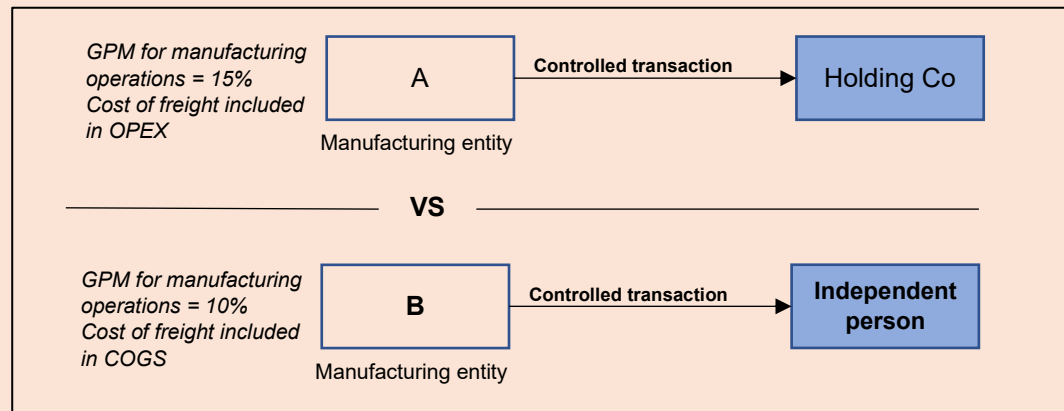 GPM for manufacturing
operations = 15%
Cost of freight included
in OPEX
A
Manufacturing entity
Controlled transaction
Holding Co
VS
GPM for manufacturing
operations = 10%
Cost of freight included
in COGS
B
Manufacturing entity
Controlled transaction
Independent
person